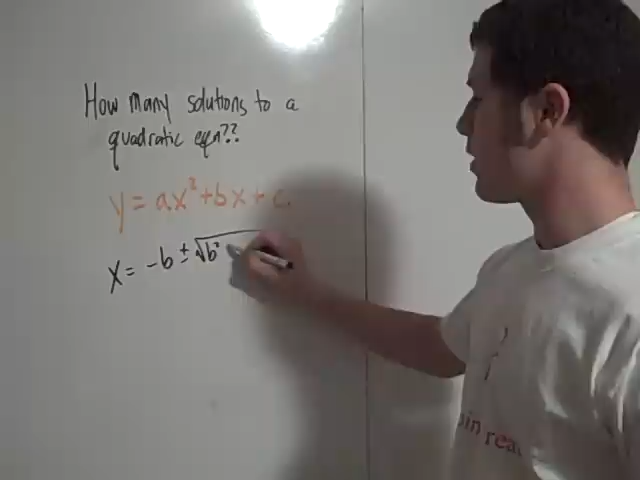 How many solutions to a
quadratic eqn??
y = ax² + bx + c
x = -b ± √b²